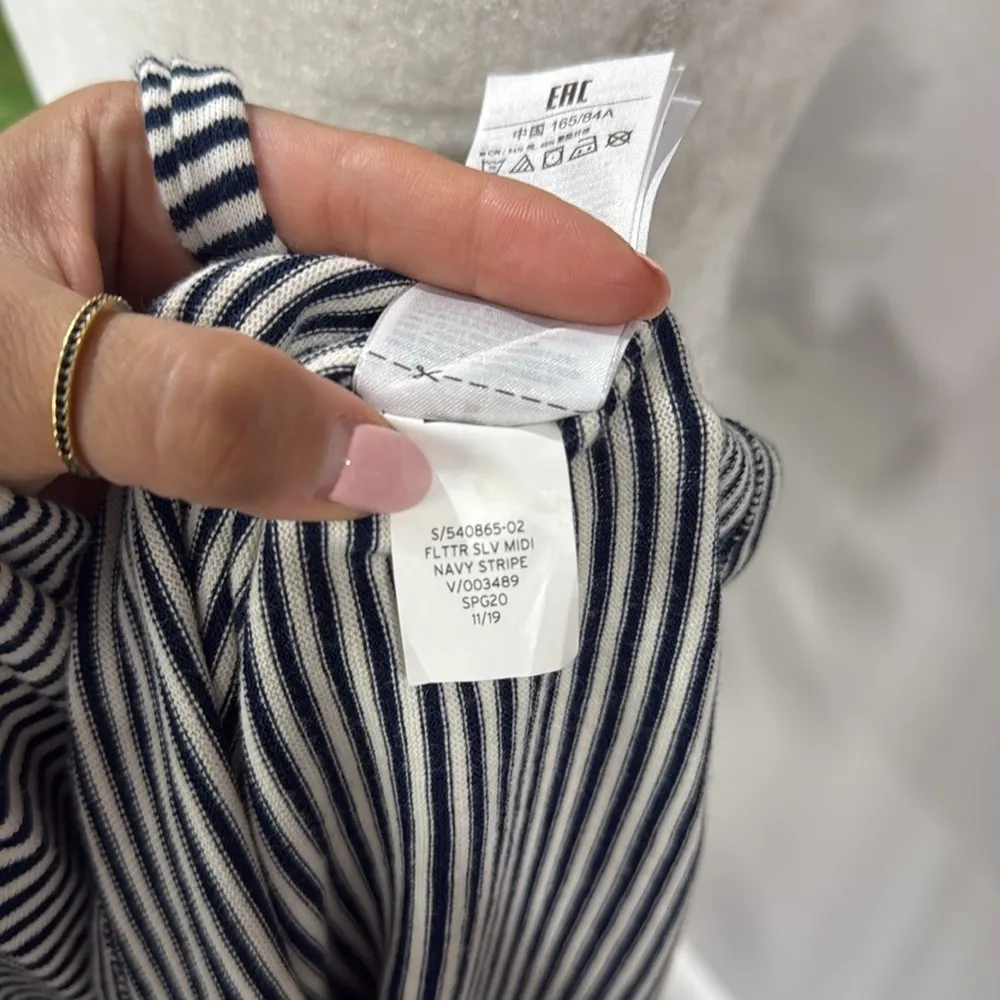 EAC
中国 165/84A
S/540865-02
FLTTR SLV MIDI
NAVY STRIPE
V/003489
SPG20
11/19